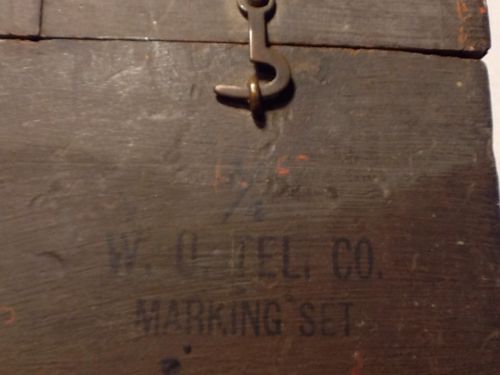 W. U. TEL. CO.
MARKING SET